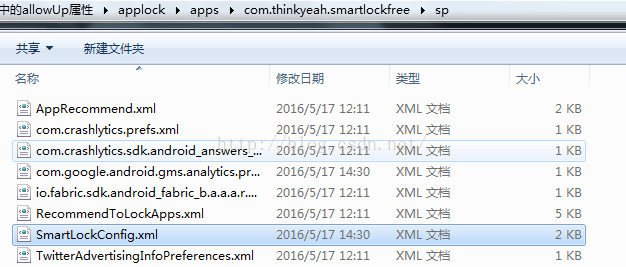 中的allowUp属性 ▸ applock ▸ apps ▸ com.thinkyeah.smartlockfree ▸ sp
共享 新建文件夹
名称 修改日期 类型 大小
AppRecommend.xml 2016/5/17 12:11 XML 文档 2 KB
com.crashlytics.prefs.xml 2016/5/17 12:11 XML 文档 1 KB
com.crashlytics.sdk.android_answers_... 2016/5/17 12:11 XML 文档 1 KB
com.google.android.gms.analytics.pr... 2016/5/17 14:30 XML 文档 1 KB
io.fabric.sdk.android_fabric_b.a.a.a.r.... 2016/5/17 12:11 XML 文档 1 KB
RecommendToLockApps.xml 2016/5/17 12:11 XML 文档 5 KB
SmartLockConfig.xml 2016/5/17 14:30 XML 文档 2 KB
TwitterAdvertisingInfoPreferences.xml 2016/5/17 12:11 XML 文档 1 KB
http://blog.csdn.net/